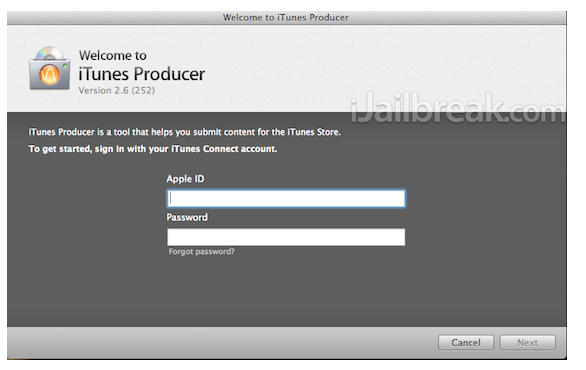 Welcome to iTunes Producer
Welcome to
iTunes Producer
Version 2.6 (252)
iJailbreak.com
iTunes Producer is a tool that helps you submit content for the iTunes Store.
To get started, sign in with your iTunes Connect account.
Apple ID
Password
Forgot password?
Cancel
Next